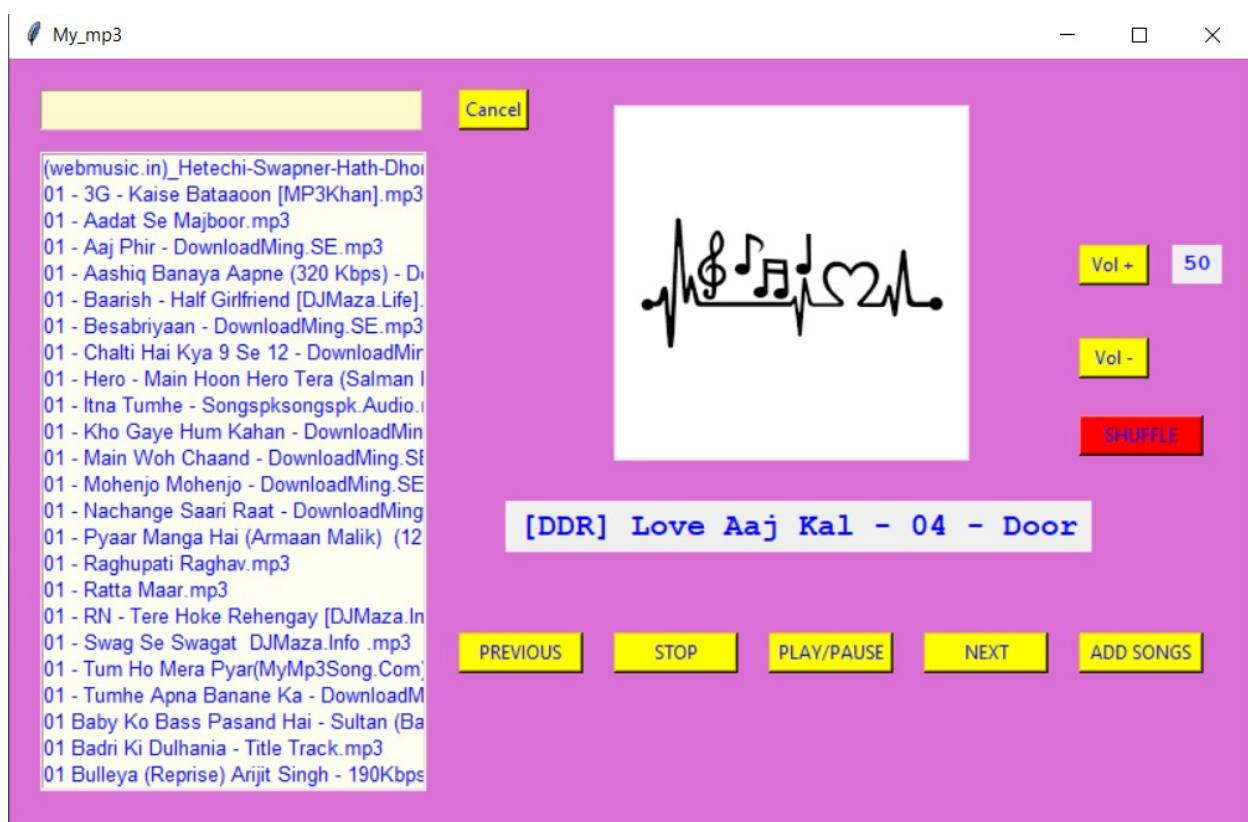 My_mp3
Cancel
(webmusic.in)_Hetechi-Swapner-Hath-Dho
01 - 3G - Kaise Bataaoon [MP3Khan].mp3
01 - Aadat Se Majboor.mp3
01 - Aaj Phir - DownloadMing.SE.mp3
01 - Aashiq Banaya Aapne (320 Kbps) - D
01 - Baarish - Half Girlfriend [DJMaza.Life].
01 - Besabriyaan - DownloadMing.SE.mp3
01 - Chalti Hai Kya 9 Se 12 - DownloadMin
01 - Hero - Main Hoon Hero Tera (Salman
01 - Itna Tumhe - Songspksongspk.Audio.
01 - Kho Gaye Hum Kahan - DownloadMin
01 - Main Woh Chaand - DownloadMing.SE
01 - Mohenjo Mohenjo - DownloadMing.SE
01 - Nachange Saari Raat - DownloadMing
01 - Pyaar Manga Hai (Armaan Malik)  (12
01 - Raghupati Raghav.mp3
01 - Ratta Maar.mp3
01 - RN - Tere Hoke Rehengay [DJMaza.In
01 - Swag Se Swagat  DJMaza.Info .mp3
01 - Tum Ho Mera Pyar(MyMp3Song.Com)
01 - Tumhe Apna Banane Ka - DownloadM
01 Baby Ko Bass Pasand Hai - Sultan (Ba
01 Badri Ki Dulhania - Title Track.mp3
01 Bulleya (Reprise) Arijit Singh - 190Kbps
Vol + 50
Vol -
SHUFFLE
[DDR] Love Aaj Kal - 04 - Door
PREVIOUS STOP PLAY/PAUSE NEXT ADD SONGS